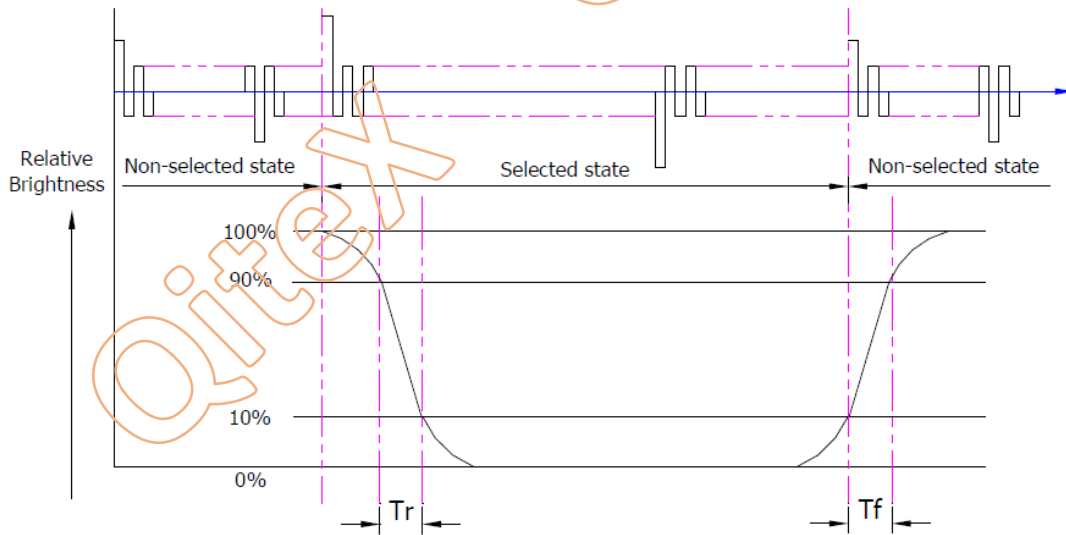 Relative
Brightness
Non-selected state
Selected state
Non-selected state
100%
90%
10%
0%
Tr
Tf
Qitex